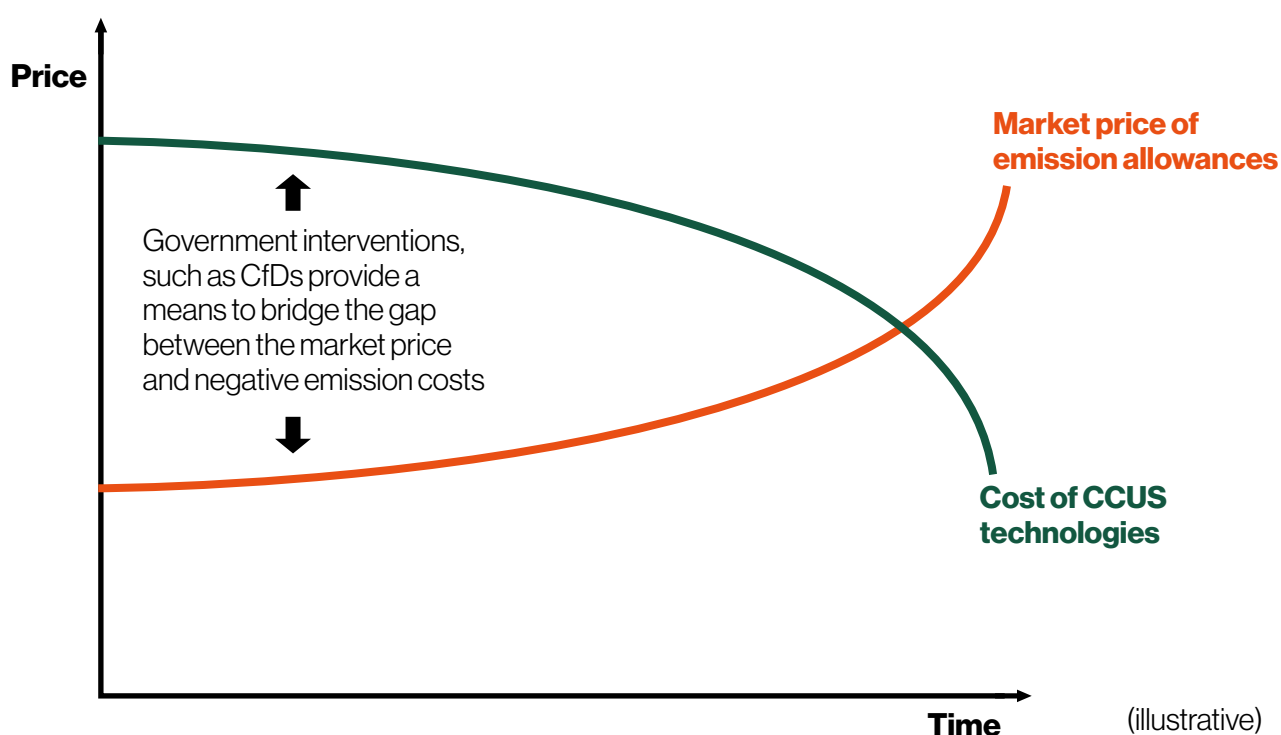 Price
Market price of
emission allowances
Government interventions,
such as CfDs provide a
means to bridge the gap
between the market price
and negative emission costs
Cost of CCUS
technologies
Time
(illustrative)